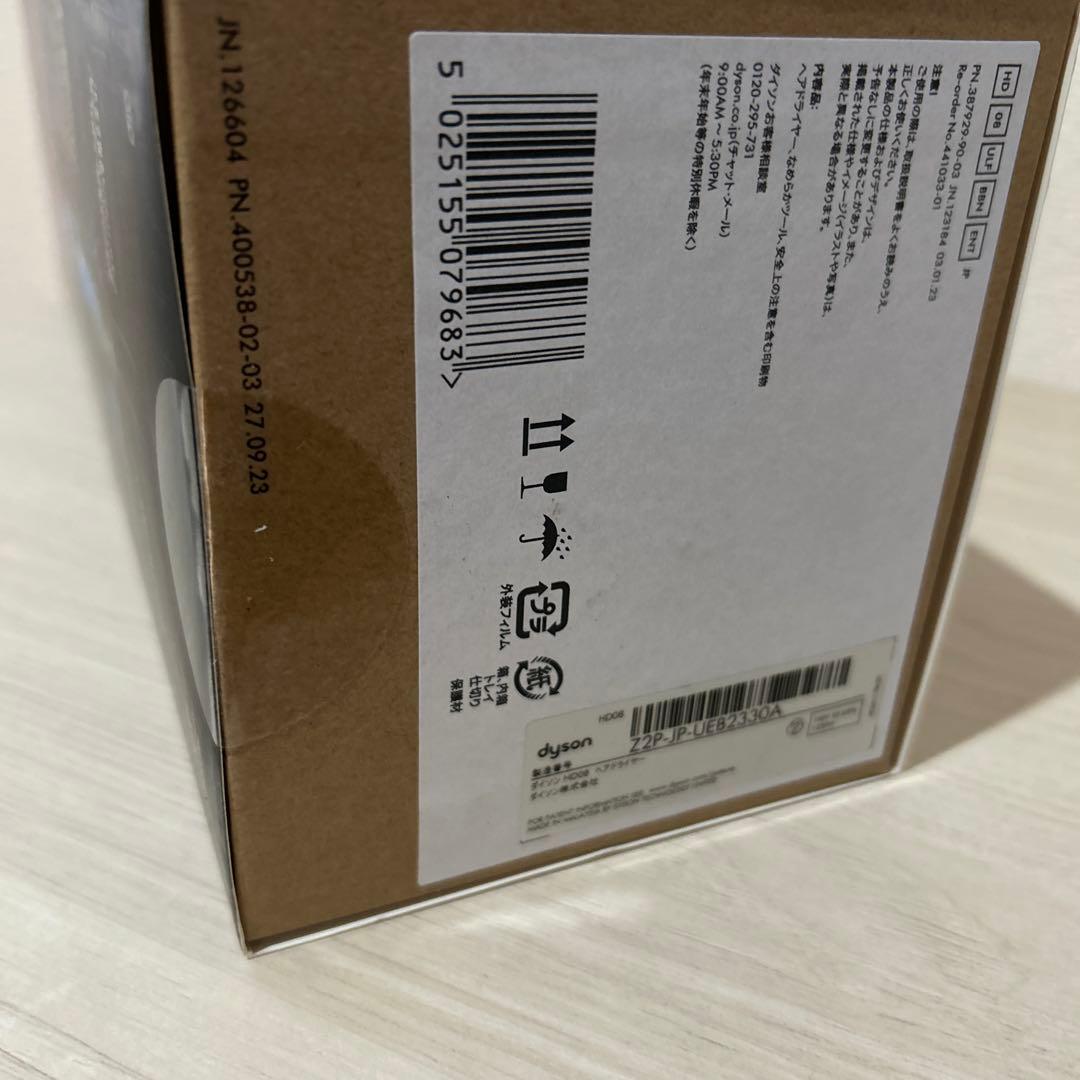 JN.126604 PN.400538-02-03 27.09.23
HD 08 ULF BBN ENT JP
PN.387929-90-03 JN.123184 03.01.23
Re-order No.441033-01
注意!
ご使用の際は、取扱説明書をよくお読みのうえ、
正しくお使いください。
本製品の仕様およびデザインは、
予告なしに変更することがあり、また、
掲載された仕様やイメージ(イラストや写真)は、
実際と異なる場合があります。
内容品:
ヘアドライヤー、なめらかツール、安全上の注意を含む印刷物
ダイソンお客様相談室
0120-295-731
dyson.co.jp(チャット・メール)
9:00AM ~ 5:30PM
(年末年始等の特別休暇を除く)
5 025155 079683 >
プラ
外装フィルム
紙
箱、内箱
トレイ
仕切り
保護材
HD08
Z2P-JP-UEB2330A
dyson
ダイソン HD08 ヘアドライヤー
ダイソン株式会社